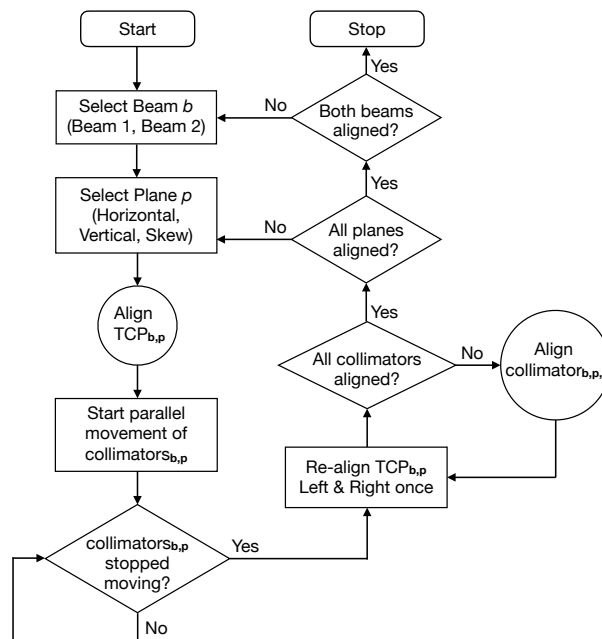 Start
Stop
Select Beam b
(Beam 1, Beam 2)
No
Both beams
aligned?
Yes
Select Plane p
(Horizontal,
Vertical, Skew)
No
All planes
aligned?
Yes
Align
TCPb,p
All collimators
aligned?
Yes
No
Align
collimatorb,p,
Start parallel
movement of
collimatorsb,p
Re-align TCPb,p
Left & Right once
collimatorsb,p
stopped
moving?
Yes
No